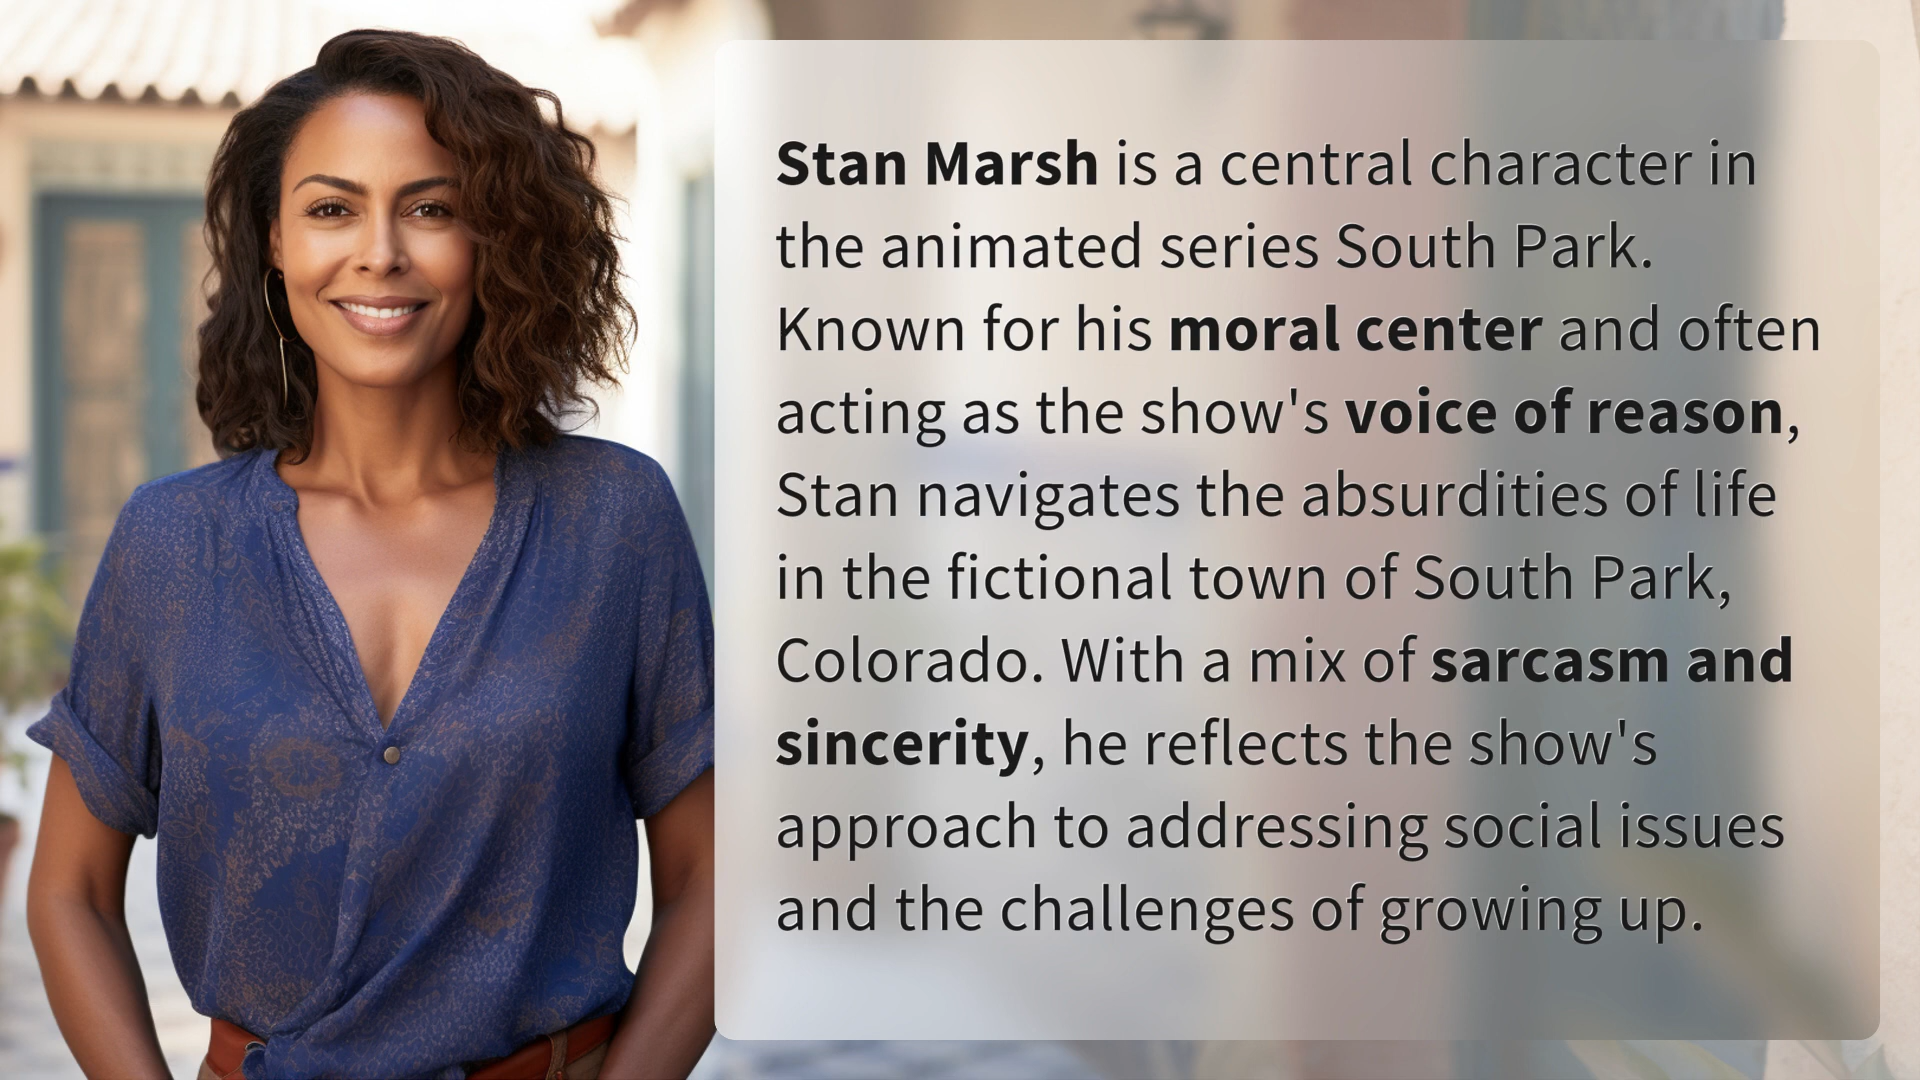 Stan Marsh is a central character in
the animated series South Park.
Known for his moral center and often
acting as the show's voice of reason,
Stan navigates the absurdities of life
in the fictional town of South Park,
Colorado. With a mix of sarcasm and
sincerity, he reflects the show's
approach to addressing social issues
and the challenges of growing up.